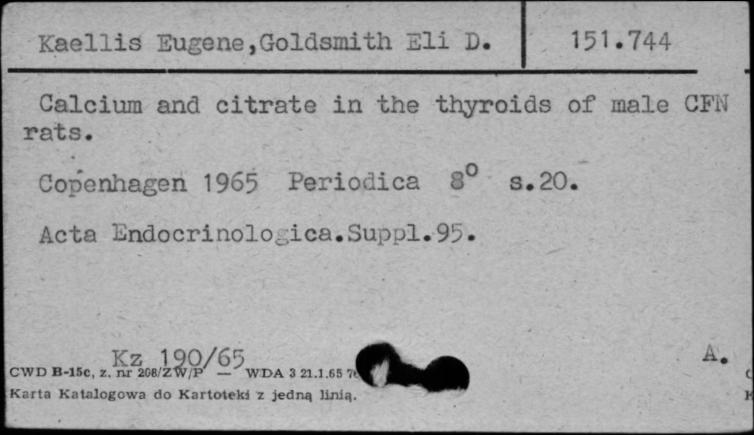 Kaellis Eugene,Goldsmith Eli D.
151.744
Calcium and citrate in the thyroids of male CFN
rats.
Copenhagen 1965 Periodica 8° s.20.
Acta Endocrinologica.Suppl.95.
Kz 190/65
A.
CWD B-15c, z. nr 268/ZW/P — WDA 3 21.1.65
Karta Katalogowa do Kartoteki z jedną linią.